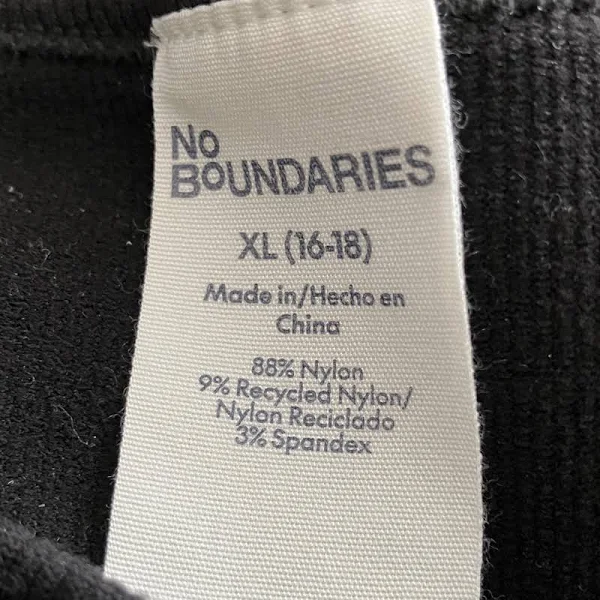 No
BOUNDARIES
XL (16-18)
Made in/Hecho en
China
88% Nylon
9% Recycled Nylon/
Nylon Reciclado
3% Spandex